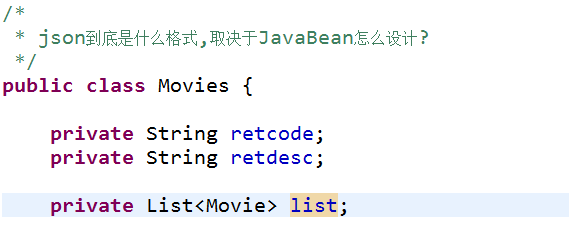 /*
 * json到底是什么格式,取决于JavaBean怎么设计?
 */
public class Movies {
    private String retcode;
    private String retdesc;
    private List<Movie> list;